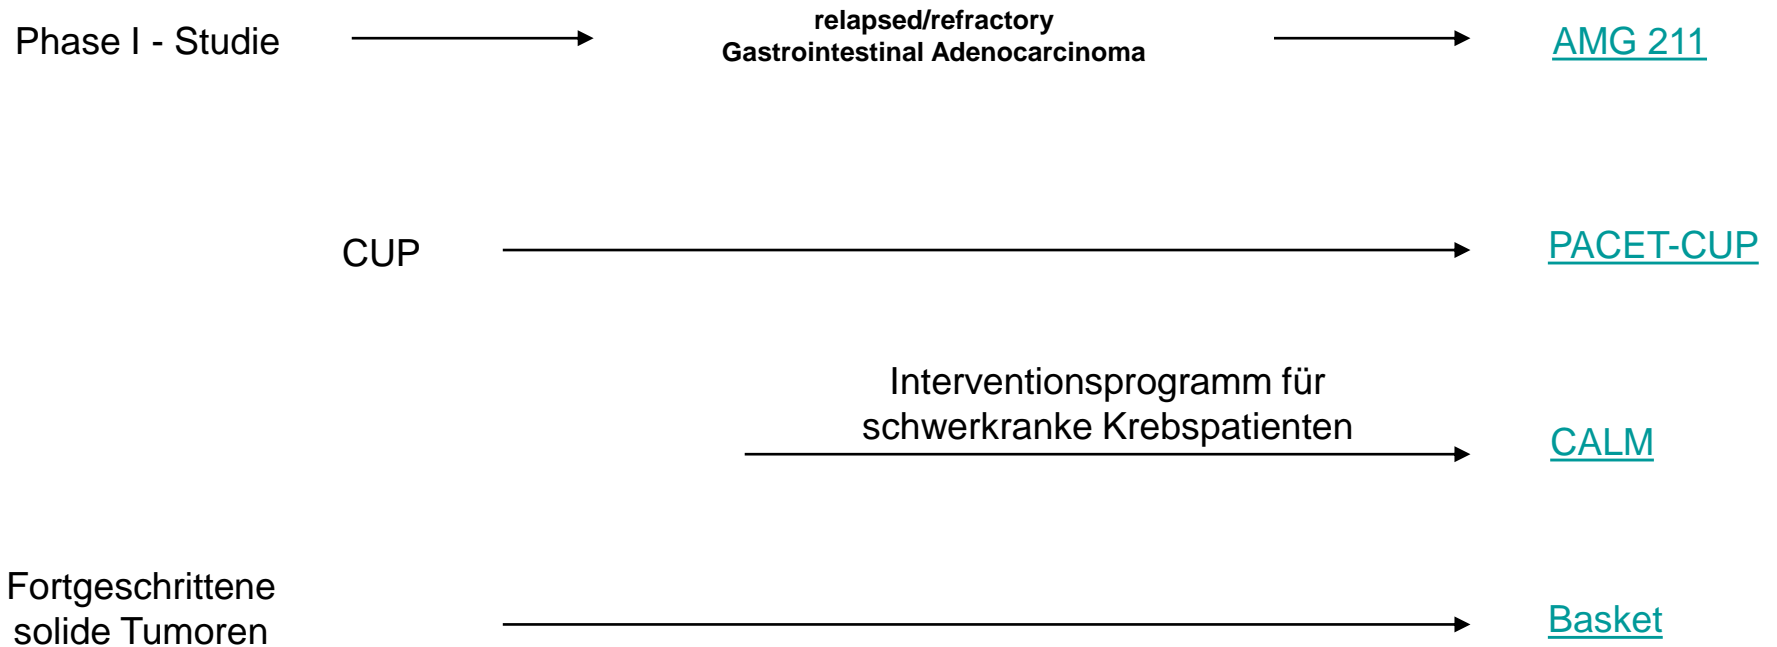 Phase I - Studie
relapsed/refractory
Gastrointestinal Adenocarcinoma
AMG 211
CUP
PACET-CUP
Interventionsprogramm für
schwerkranke Krebspatienten
CALM
Fortgeschrittene
solide Tumoren
Basket